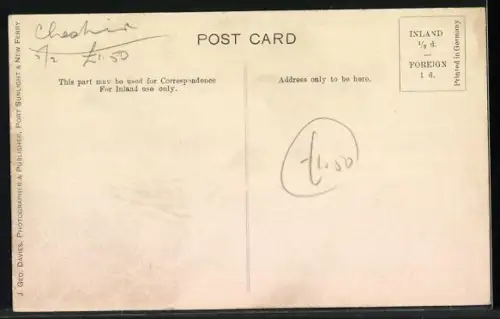 Cheshire
£1.50
POST CARD
This part may be used for Correspondence
For Inland use only.
Address only to be here.
INLAND
½ d.
—
FOREIGN
1 d.
Printed in Germany
£1.50
J. GEO. DAVIES, PHOTOGRAPHER & PUBLISHER, PORT SUNLIGHT & NEW FERRY